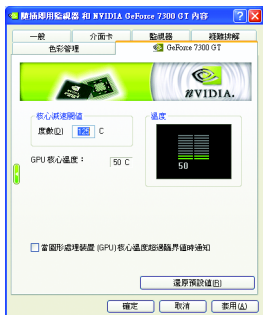 隨插即用監視器 和 NVIDIA GeForce 7300 GT 內容
一般 介面卡 監視器 疑難排解
色彩管理 GeForce 7300 GT
NVIDIA.
核心減速閾值
度數(D) 125 C
溫度
50
GPU 核心溫度： 50 C
當圖形處理裝置 (GPU) 核心溫度超過臨界值時通知
還原預設值(R)
確定 取消 套用(A)